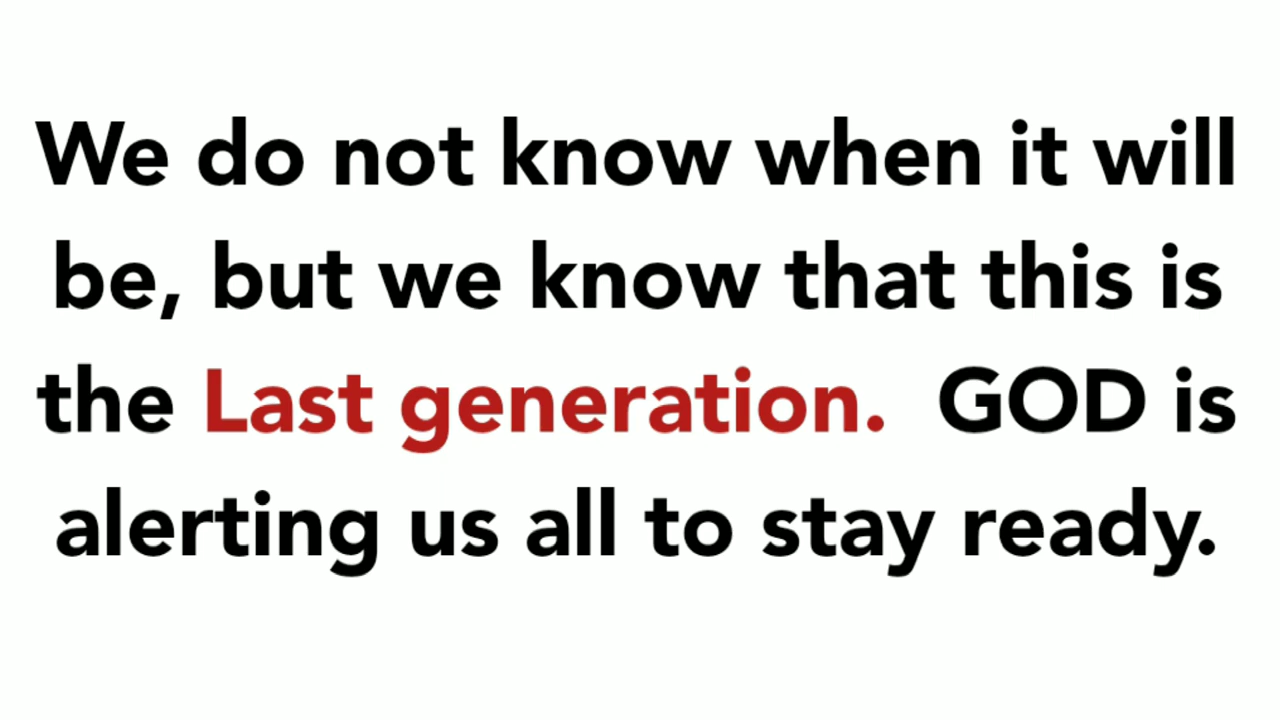 We do not know when it will
be, but we know that this is
the Last generation.  GOD is
alerting us all to stay ready.